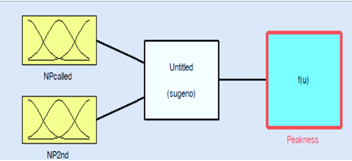 NPcalled
Untitled
(sugeno)
f(u)
NP2nd
Peakness